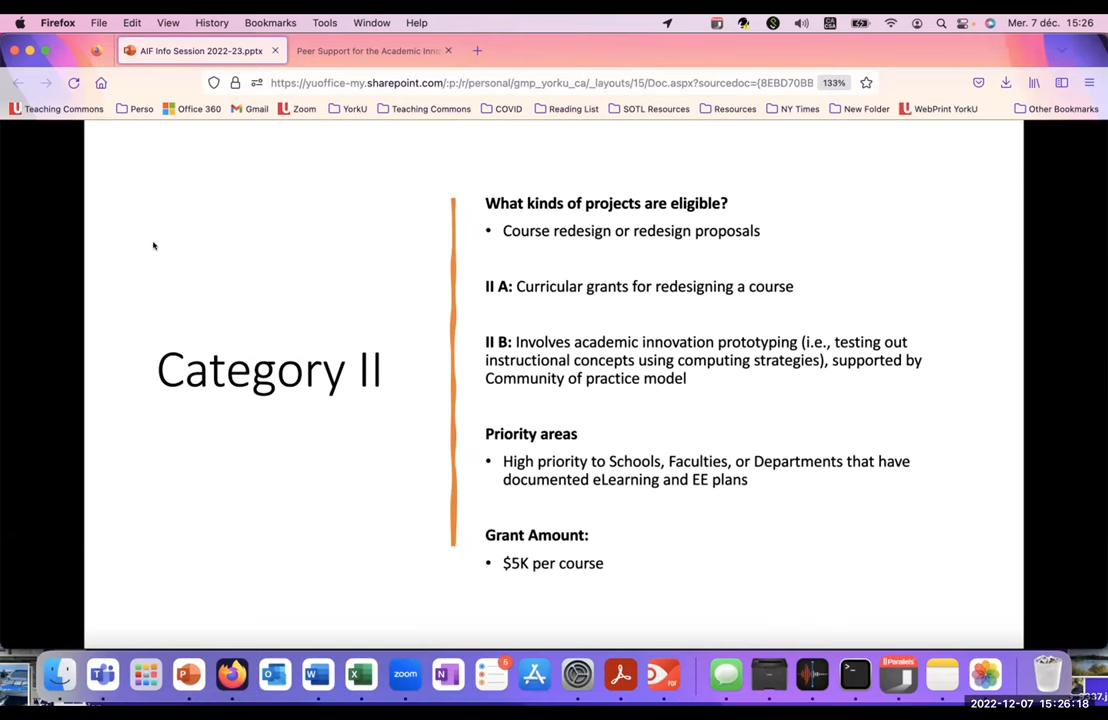 Firefox File Edit View History Bookmarks Tools Window Help Mer. 7 déc. 15:26
AIF Info Session 2022-23.pptx Peer Support for the Academic Inno
https://yuoffice-my.sharepoint.com/:p:/r/personal/gmp_yorku_ca/_layouts/15/Doc.aspx?sourcedoc={8EBD70BB 133%
Teaching Commons Perso Office 360 Gmail Zoom YorkU Teaching Commons COVID Reading List SOTL Resources Resources NY Times New Folder WebPrint YorkU Other Bookmarks
Category II
What kinds of projects are eligible?
• Course redesign or redesign proposals
II A: Curricular grants for redesigning a course
II B: Involves academic innovation prototyping (i.e., testing out
instructional concepts using computing strategies), supported by
Community of practice model
Priority areas
• High priority to Schools, Faculties, or Departments that have
documented eLearning and EE plans
Grant Amount:
• $5K per course
zoom
5
Parallels
PDF
2022-12-07 15:26:18